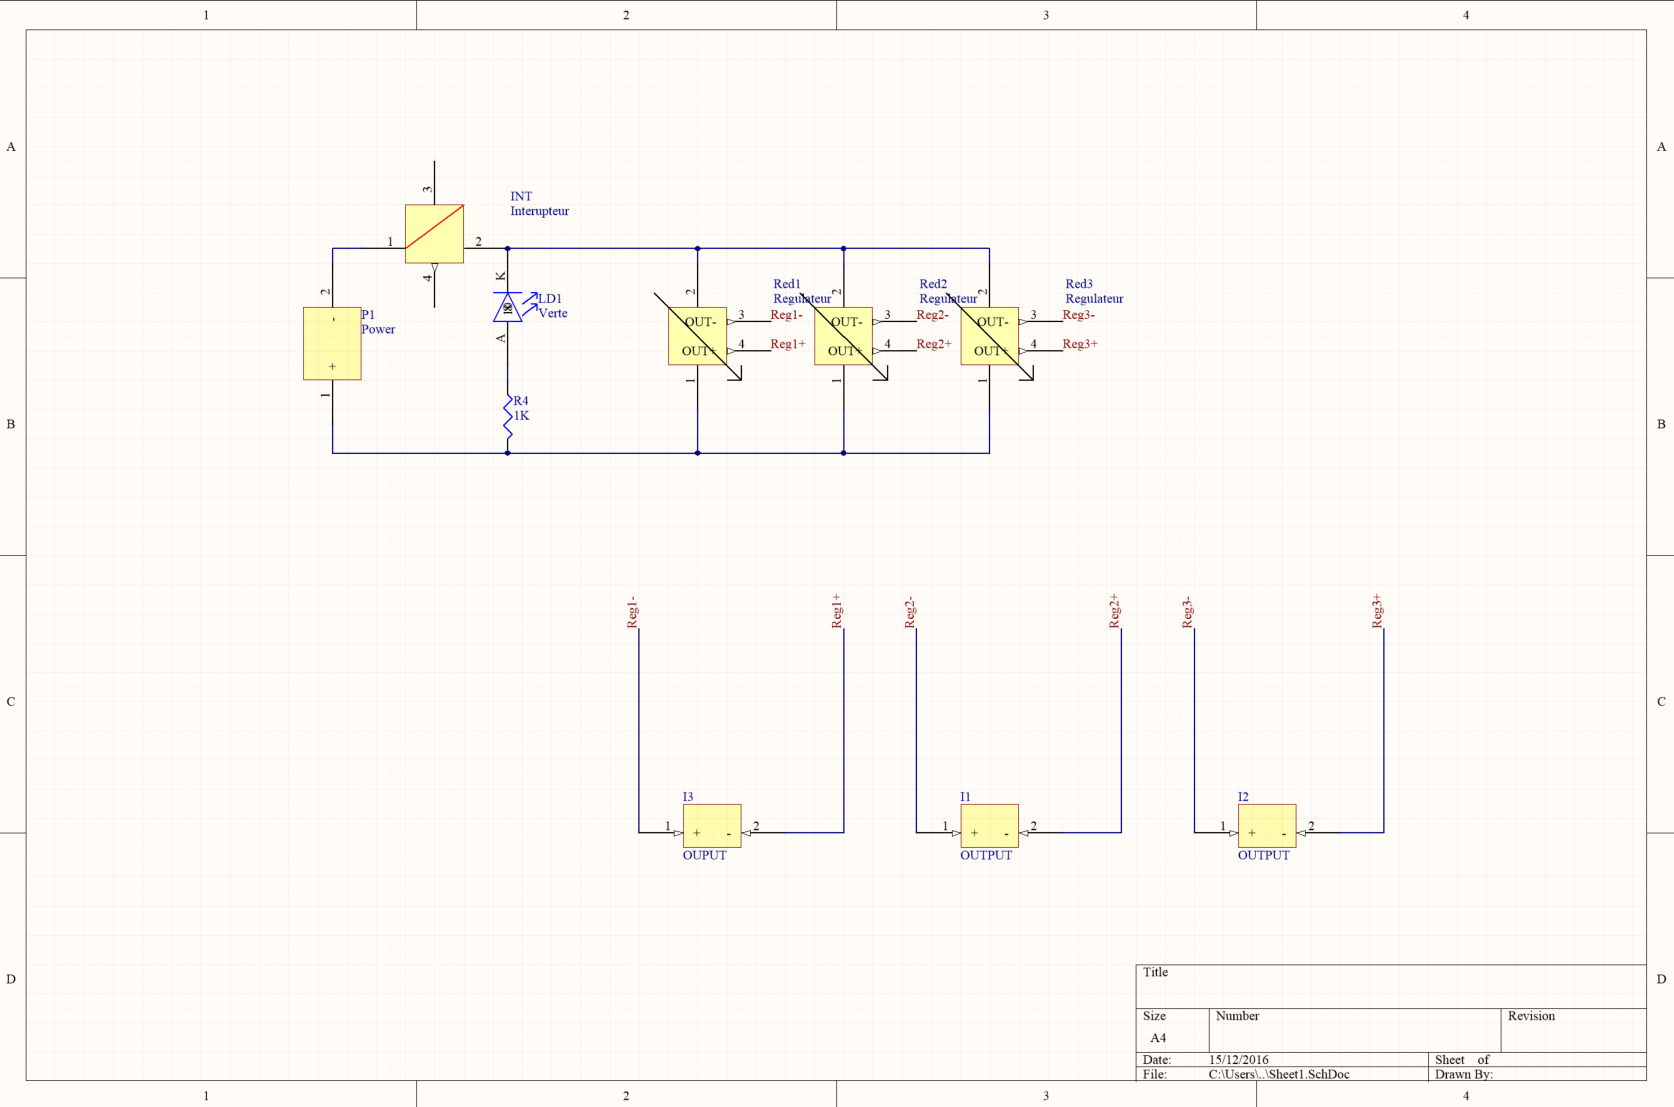 1 2 3 4
A A
3
INT
Interupteur
1 2
4
K
2
LD1
Verte
P1
Power
-
+
A
1
R4
1K
Red1
Regulateur
Red2
Regulateur
Red3
Regulateur
2 2 2
OUT- 3 Reg1- OUT- 3 Reg2- OUT- 3 Reg3-
OUT+ 4 Reg1+ OUT+ 4 Reg2+ OUT+ 4 Reg3+
1 1 1
B B
C C
Reg1- Reg1+ Reg2- Reg2+ Reg3- Reg3+
I3 I1 I2
1 + - 2 1 + - 2 1 + - 2
OUPUT OUTPUT OUTPUT
D D
Title
Size Number Revision
A4
Date: 15/12/2016 Sheet of
File: C:\Users\..\Sheet1.SchDoc Drawn By:
1 2 3 4